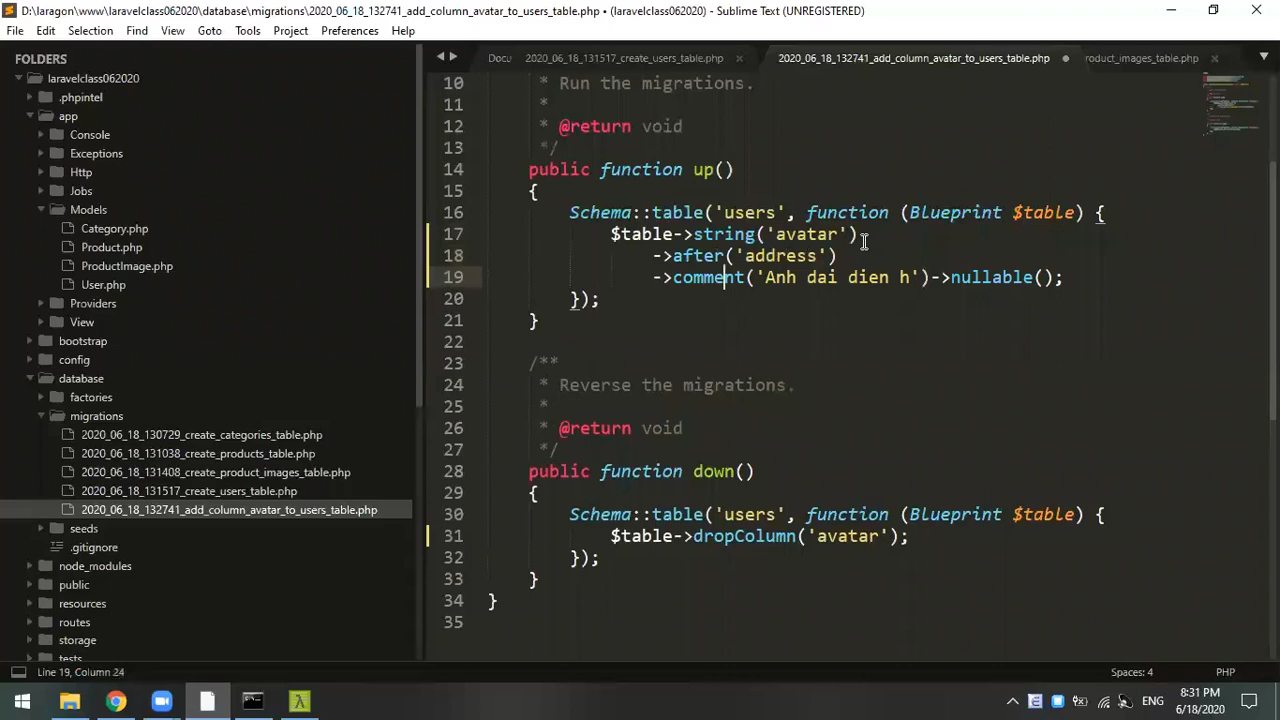 D:\laragon\www\laravelclass062020\database\migrations\2020_06_18_132741_add_column_avatar_to_users_table.php • (laravelclass062020) - Sublime Text (UNREGISTERED)
File Edit Selection Find View Goto Tools Project Preferences Help
FOLDERS
laravelclass062020
.phpintel
app
Console
Exceptions
Http
Jobs
Models
Category.php
Product.php
ProductImage.php
User.php
Providers
View
bootstrap
config
database
factories
migrations
2020_06_18_130729_create_categories_table.php
2020_06_18_131038_create_products_table.php
2020_06_18_131408_create_product_images_table.php
2020_06_18_131517_create_users_table.php
2020_06_18_132741_add_column_avatar_to_users_table.php
seeds
.gitignore
node_modules
public
resources
routes
storage
tests
Docu 2020_06_18_131517_create_users_table.php 2020_06_18_132741_add_column_avatar_to_users_table.php roduct_images_table.php
10 * Run the migrations.
11 *
12 * @return void
13 */
14 public function up()
15 {
16 Schema::table('users', function (Blueprint $table) {
17 $table->string('avatar')
18 ->after('address')
19 ->comment('Anh dai dien h')->nullable();
20 });
21 }
22
23 /**
24 * Reverse the migrations.
25 *
26 * @return void
27 */
28 public function down()
29 {
30 Schema::table('users', function (Blueprint $table) {
31 $table->dropColumn('avatar');
32 });
33 }
34 }
35
Line 19, Column 24 Spaces: 4 PHP
ENG 8:31 PM
6/18/2020